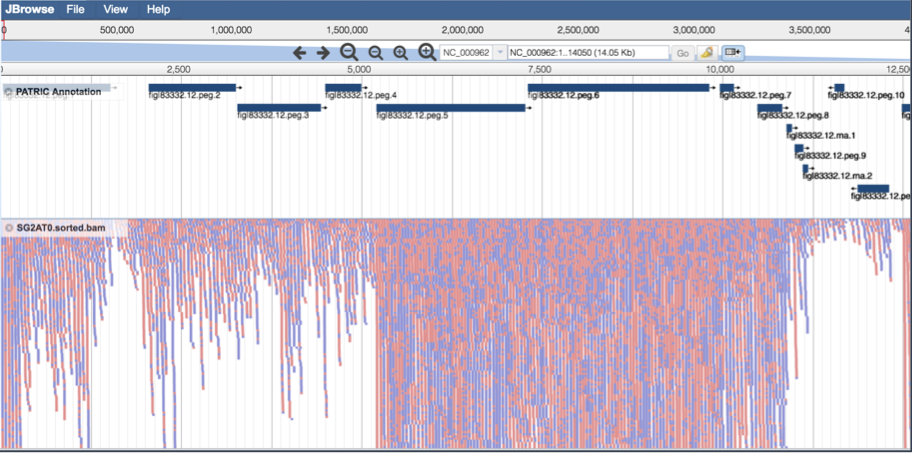 JBrowse File View Help
0 500,000 1,000,000 1,500,000 2,000,000 2,500,000 3,000,000 3,500,000 4
NC_000962 NC_000962:1..14050 (14.05 Kb) Go
2,500 5,000 7,500 10,000 12,500
PATRIC Annotation
fig|83332.12.peg.2 fig|83332.12.peg.4 fig|83332.12.peg.6 fig|83332.12.peg.7 fig|83332.12.peg.10
fig|83332.12.peg.3 fig|83332.12.peg.5 fig|83332.12.peg.8 fig
fig|83332.12.rna.1
fig|83332.12.peg.9
fig|83332.12.rna.2
fig|83332.12.pe
SG2AT0.sorted.bam